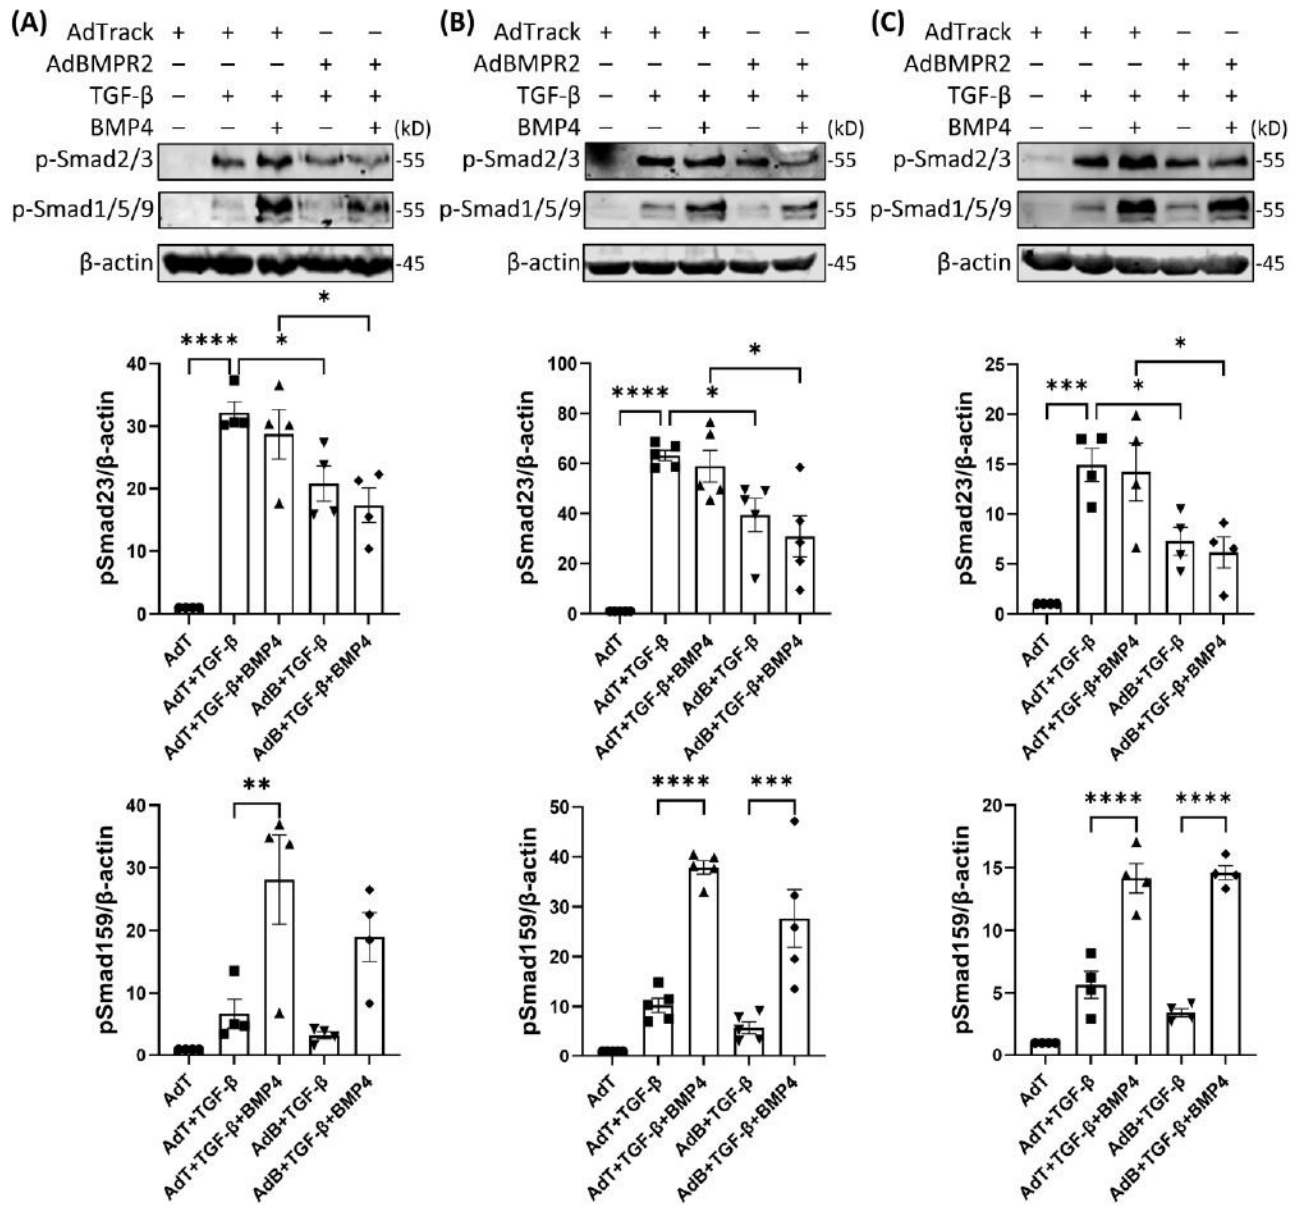 (A) AdTrack + + + – –
AdBMPR2 – – – + +
TGF-β – + + + +
BMP4 – – + – + (kD)
p-Smad2/3 -55
p-Smad1/5/9 -55
β-actin -45
*
**** *
pSmad23/β-actin
40
30
20
10
0
AdT
AdT+TGF-β
AdT+TGF-β+BMP4
AdB+TGF-β
AdB+TGF-β+BMP4
**
pSmad159/β-actin
40
30
20
10
0
AdT
AdT+TGF-β
AdT+TGF-β+BMP4
AdB+TGF-β
AdB+TGF-β+BMP4
(B) AdTrack + + + – –
AdBMPR2 – – – + +
TGF-β – + + + +
BMP4 – – + – + (kD)
p-Smad2/3 -55
p-Smad1/5/9 -55
β-actin -45
*
**** *
pSmad23/β-actin
100
80
60
40
20
0
AdT
AdT+TGF-β
AdT+TGF-β+BMP4
AdB+TGF-β
AdB+TGF-β+BMP4
**** ***
pSmad159/β-actin
50
40
30
20
10
0
AdT
AdT+TGF-β
AdT+TGF-β+BMP4
AdB+TGF-β
AdB+TGF-β+BMP4
(C) AdTrack + + + – –
AdBMPR2 – – – + +
TGF-β – + + + +
BMP4 – – + – + (kD)
p-Smad2/3 -55
p-Smad1/5/9 -55
β-actin -45
*
*** *
pSmad23/β-actin
25
20
15
10
5
0
AdT
AdT+TGF-β
AdT+TGF-β+BMP4
AdB+TGF-β
AdB+TGF-β+BMP4
**** ****
pSmad159/β-actin
20
15
10
5
0
AdT
AdT+TGF-β
AdT+TGF-β+BMP4
AdB+TGF-β
AdB+TGF-β+BMP4